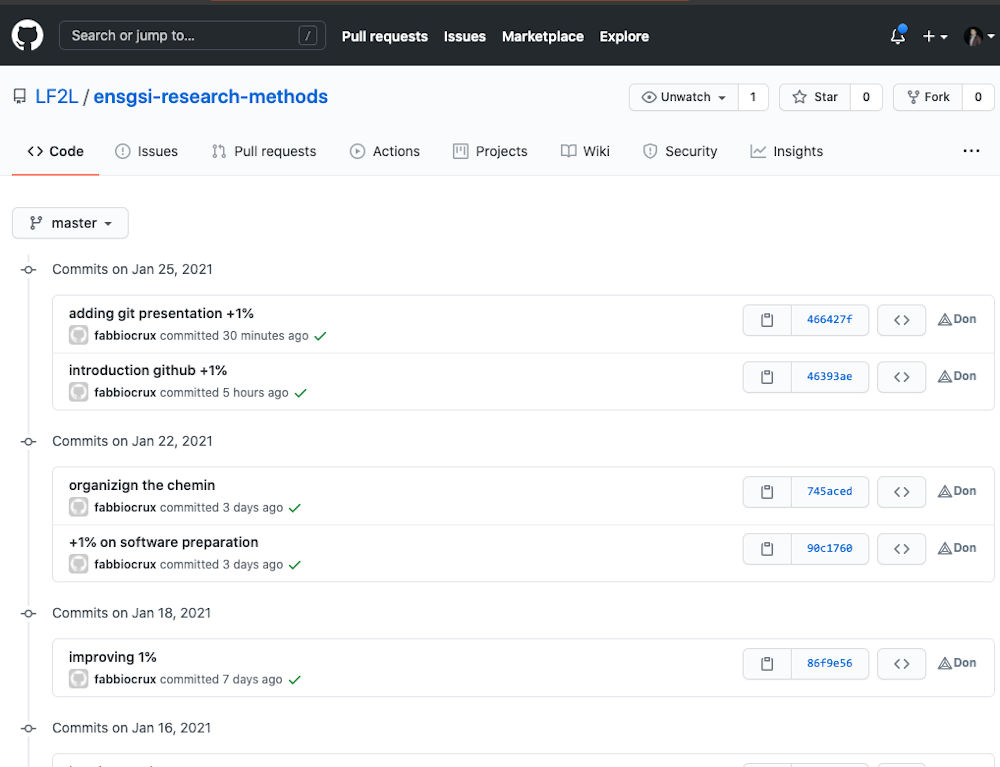 Search or jump to… / Pull requests Issues Marketplace Explore
LF2L / ensgsi-research-methods Unwatch 1 Star 0 Fork 0
Code Issues Pull requests Actions Projects Wiki Security Insights
master
Commits on Jan 25, 2021
adding git presentation +1%
fabbiocrux committed 30 minutes ago
466427f Don
introduction github +1%
fabbiocrux committed 5 hours ago
46393ae Don
Commits on Jan 22, 2021
organizign the chemin
fabbiocrux committed 3 days ago
745aced Don
+1% on software preparation
fabbiocrux committed 3 days ago
90c1760 Don
Commits on Jan 18, 2021
improving 1%
fabbiocrux committed 7 days ago
86f9e56 Don
Commits on Jan 16, 2021